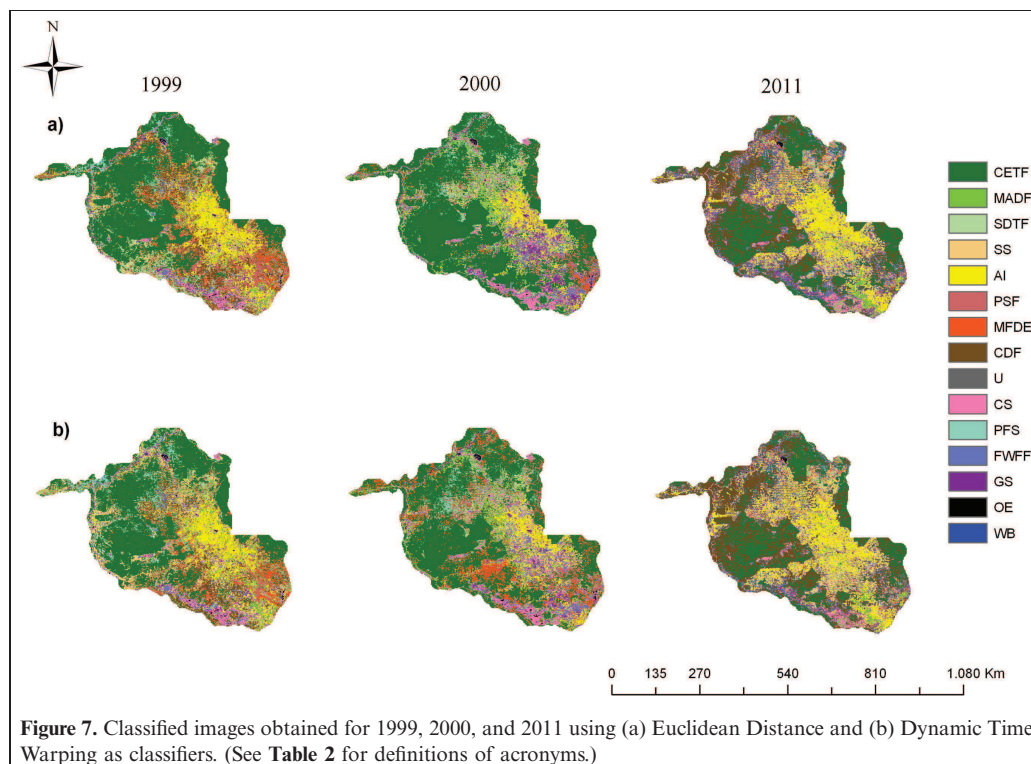 N
1999
2000
2011
a)
b)
CETF
MADF
SDTF
SS
AI
PSF
MFDE
CDF
U
CS
PFS
FWFF
GS
OE
WB
0 135 270 540 810 1.080 Km
Figure 7. Classified images obtained for 1999, 2000, and 2011 using (a) Euclidean Distance and (b) Dynamic Time
Warping as classifiers. (See Table 2 for definitions of acronyms.)